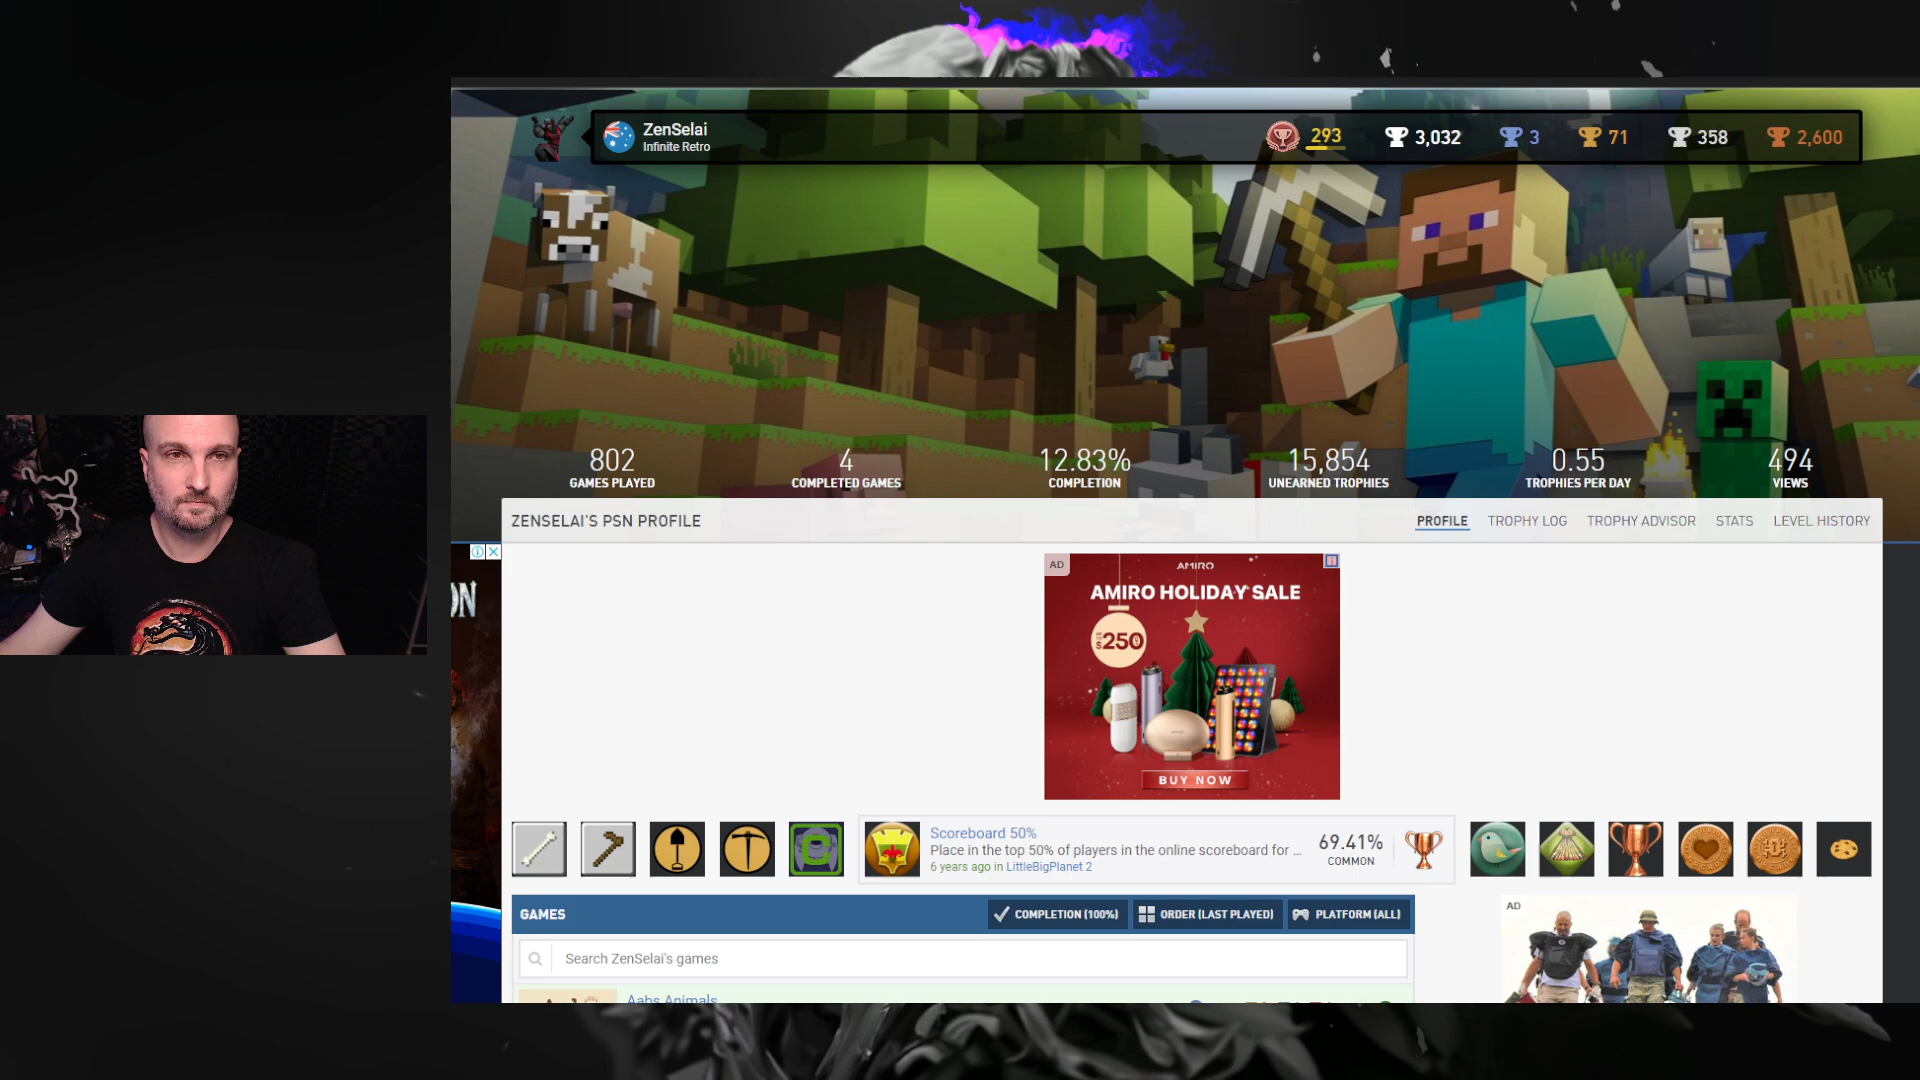 ZenSelai
Infinite Retro
293
3,032
3
71
358
2,600
802
GAMES PLAYED
4
COMPLETED GAMES
12.83%
COMPLETION
15,854
UNEARNED TROPHIES
0.55
TROPHIES PER DAY
494
VIEWS
ZENSELAI'S PSN PROFILE
PROFILE
TROPHY LOG
TROPHY ADVISOR
STATS
LEVEL HISTORY
ON
AD
AMIRO
AMIRO HOLIDAY SALE
$250
BUY NOW
Scoreboard 50%
Place in the top 50% of players in the online scoreboard for ...
6 years ago in LittleBigPlanet 2
69.41%
COMMON
GAMES
COMPLETION (100%)
ORDER (LAST PLAYED)
PLATFORM (ALL)
Search ZenSelai's games
Aabs Animals
AD